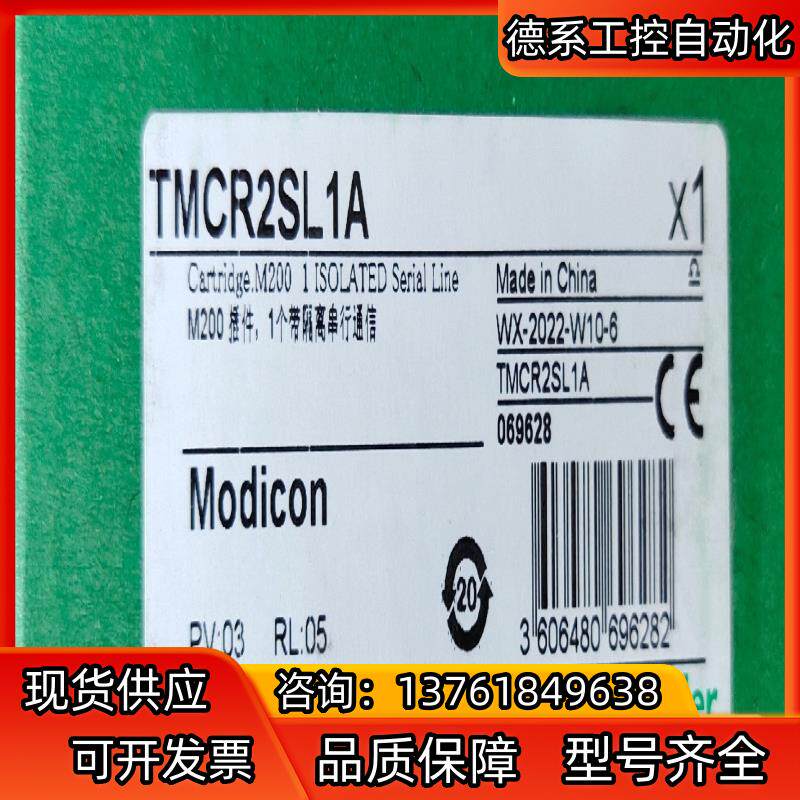 德系工控自动化
TMCR2SL1A
X1
Cartridge.M200 1 ISOLATED Serial Line
M200 插件, 1个带隔离串行通信
Made in China
WX-2022-W10-6
TMCR2SL1A
069628
CE
Modicon
20
PV:03 RL:05
3 606480 696282
现货供应
咨询：13761849638
可开发票
品质保障
型号齐全